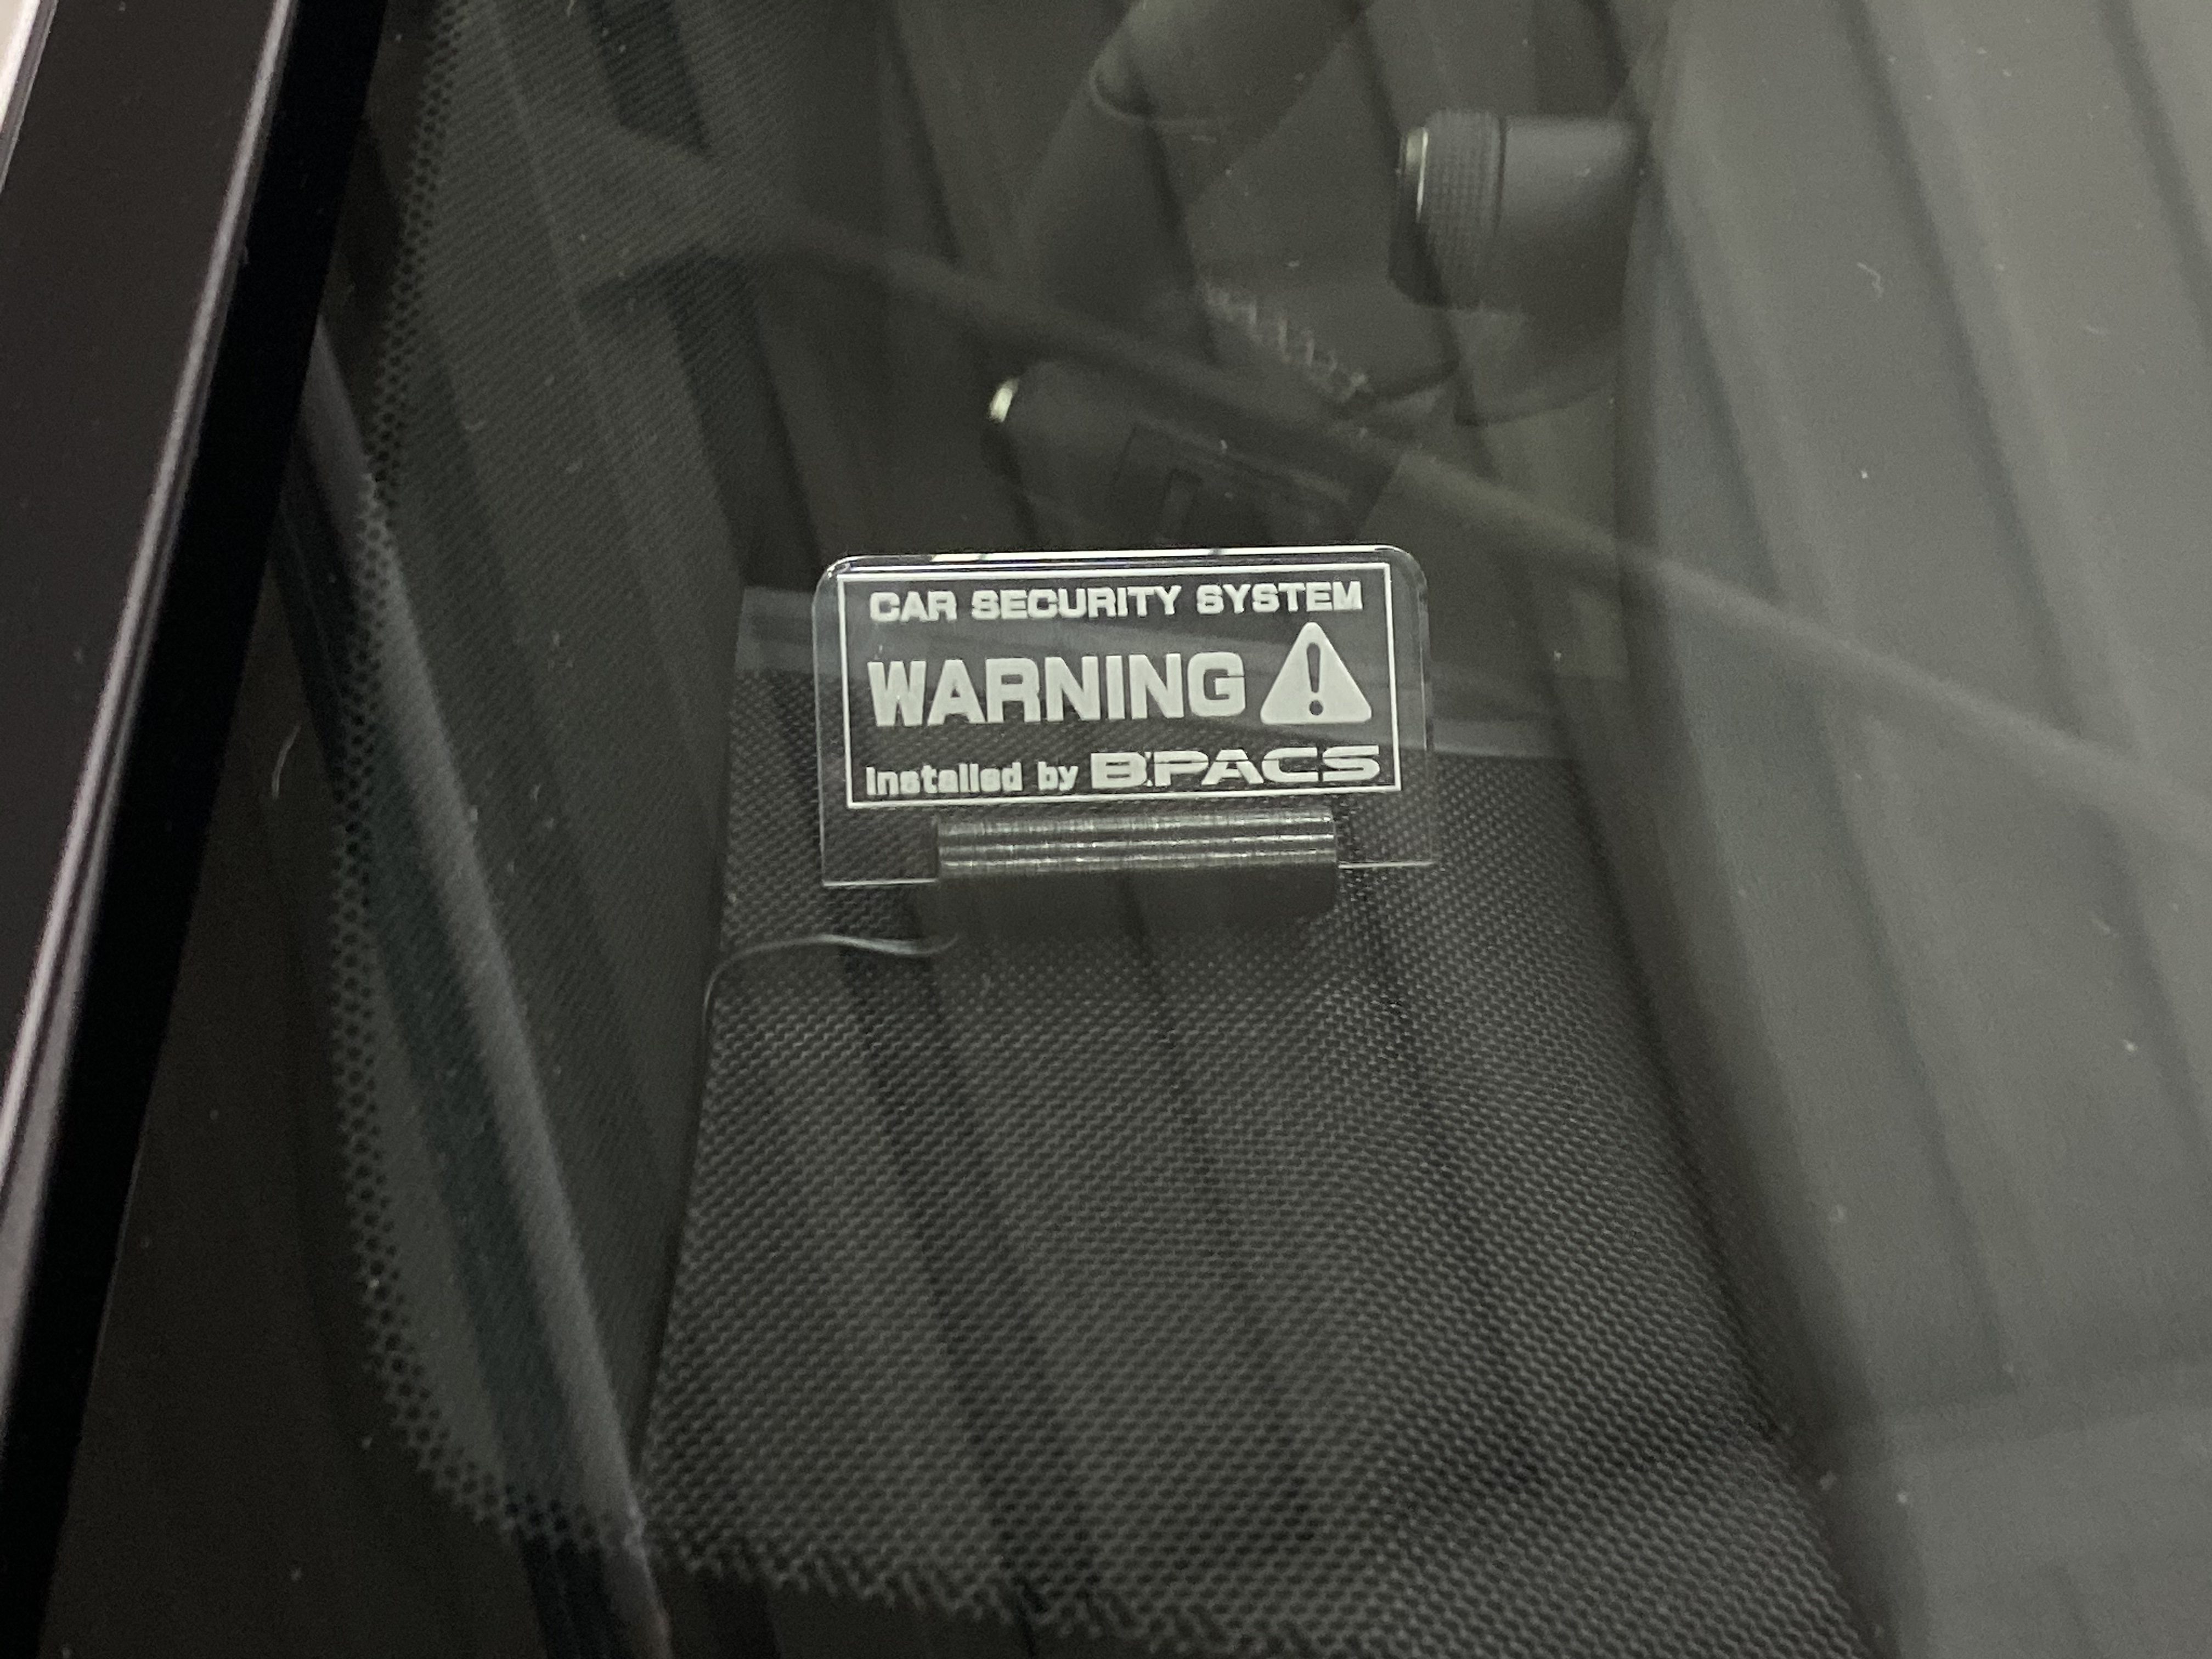 CAR SECURITY SYSTEM
WARNING
Installed by B'PACS